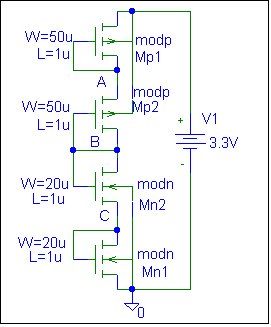 W=50u
L=1u
modp
Mp1
A
W=50u
L=1u
modp
Mp2
V1
+
3.3V
-
B
W=20u
L=1u
modn
Mn2
C
W=20u
L=1u
modn
Mn1
0